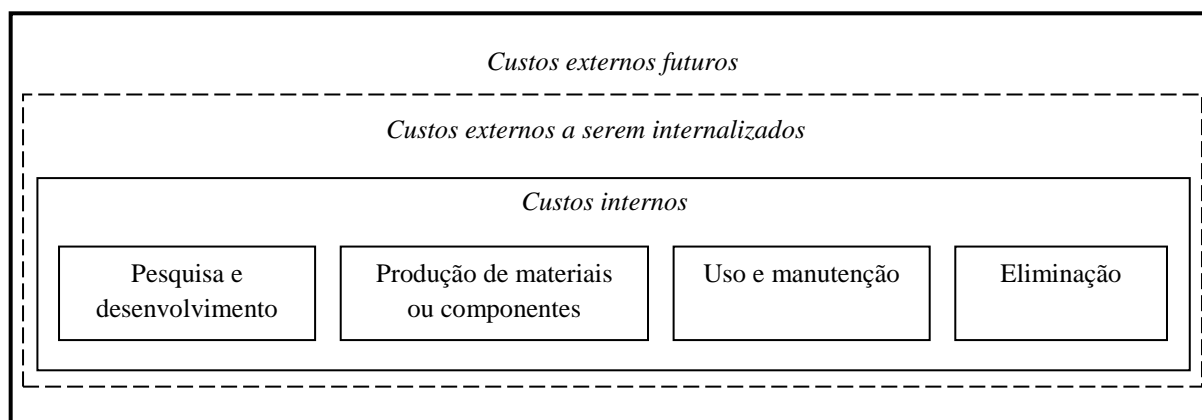 Custos externos futuros
Custos externos a serem internalizados
Custos internos
Pesquisa e
desenvolvimento
Produção de materiais
ou componentes
Uso e manutenção
Eliminação